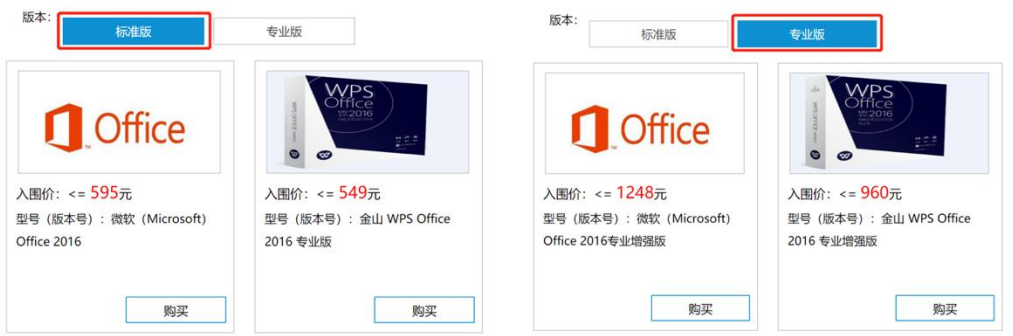 版本：
标准版
专业版
Office
WPS
Office
2016
入围价：<= 595元
型号（版本号）：微软（Microsoft）
Office 2016
购买
WPS
Office
2016
入围价：<= 549元
型号（版本号）：金山 WPS Office
2016 专业版
购买
版本：
标准版
专业版
Office
入围价：<= 1248元
型号（版本号）：微软（Microsoft）
Office 2016专业增强版
购买
WPS
Office
2016
入围价：<= 960元
型号（版本号）：金山 WPS Office
2016 专业增强版
购买